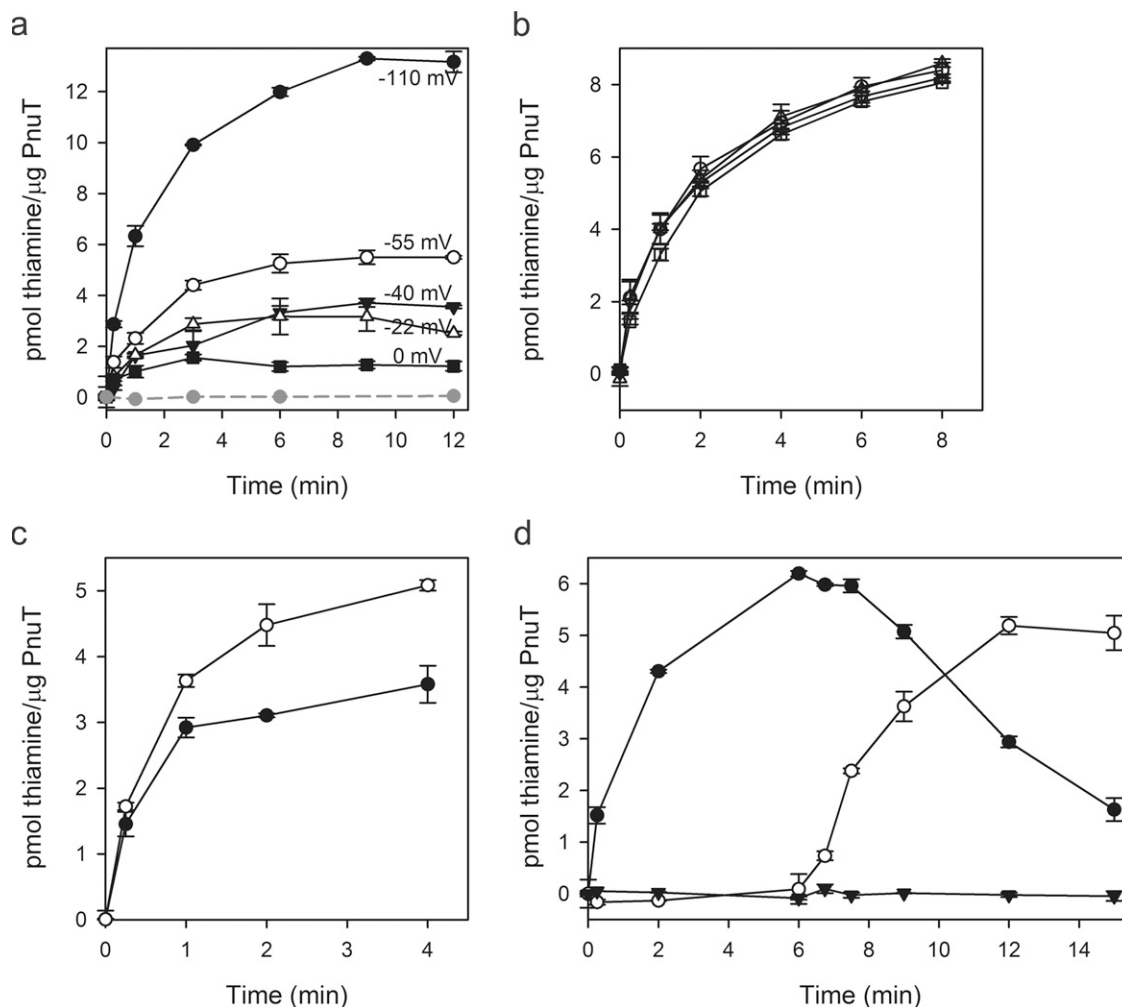 a
pmol thiamine/μg PnuT
12
10
8
6
4
2
0
-110 mV
-55 mV
-40 mV
-22 mV
0 mV
0 2 4 6 8 10 12
Time (min)
b
pmol thiamine/μg PnuT
8
6
4
2
0
0 2 4 6 8
Time (min)
c
pmol thiamine/μg PnuT
5
4
3
2
1
0
0 1 2 3 4
Time (min)
d
pmol thiamine/μg PnuT
6
5
4
3
2
1
0
0 2 4 6 8 10 12 14
Time (min)